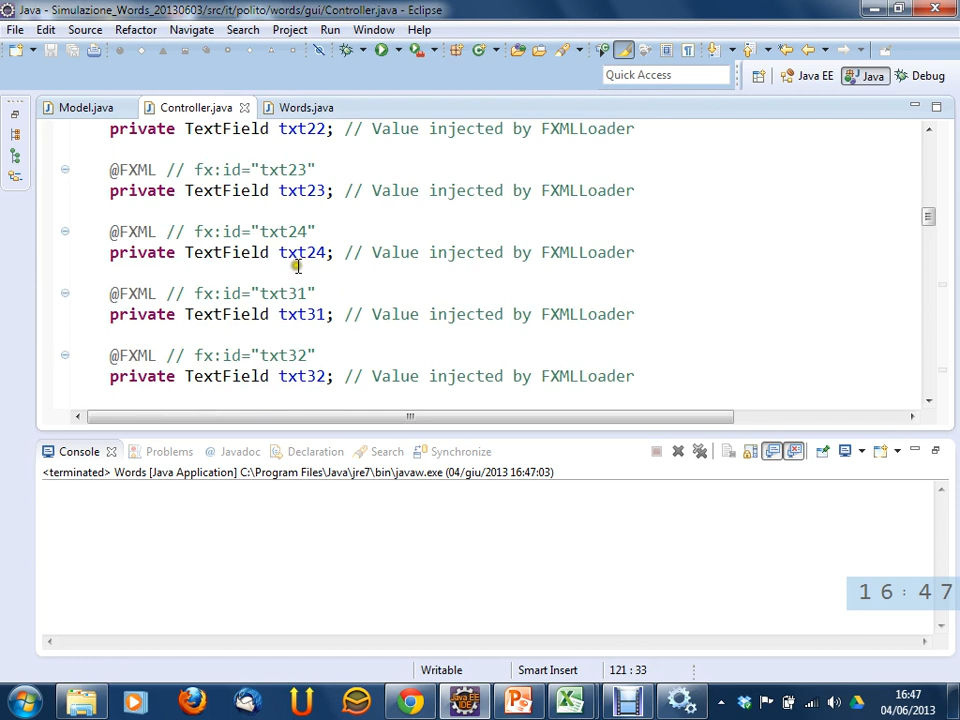 Java - Simulazione_Words_20130603/src/it/polito/words/gui/Controller.java - Eclipse
File Edit Source Refactor Navigate Search Project Run Window Help
Quick Access
Java EE Java Debug
Model.java Controller.java Words.java
private TextField txt22; // Value injected by FXMLLoader
@FXML // fx:id="txt23"
private TextField txt23; // Value injected by FXMLLoader
@FXML // fx:id="txt24"
private TextField txt24; // Value injected by FXMLLoader
@FXML // fx:id="txt31"
private TextField txt31; // Value injected by FXMLLoader
@FXML // fx:id="txt32"
private TextField txt32; // Value injected by FXMLLoader
Console Problems @ Javadoc Declaration Search Synchronize
<terminated> Words [Java Application] C:\Program Files\Java\jre7\bin\javaw.exe (04/giu/2013 16:47:03)
16:47
Writable Smart Insert 121 : 33
Java EE IDE
16:47
04/06/2013